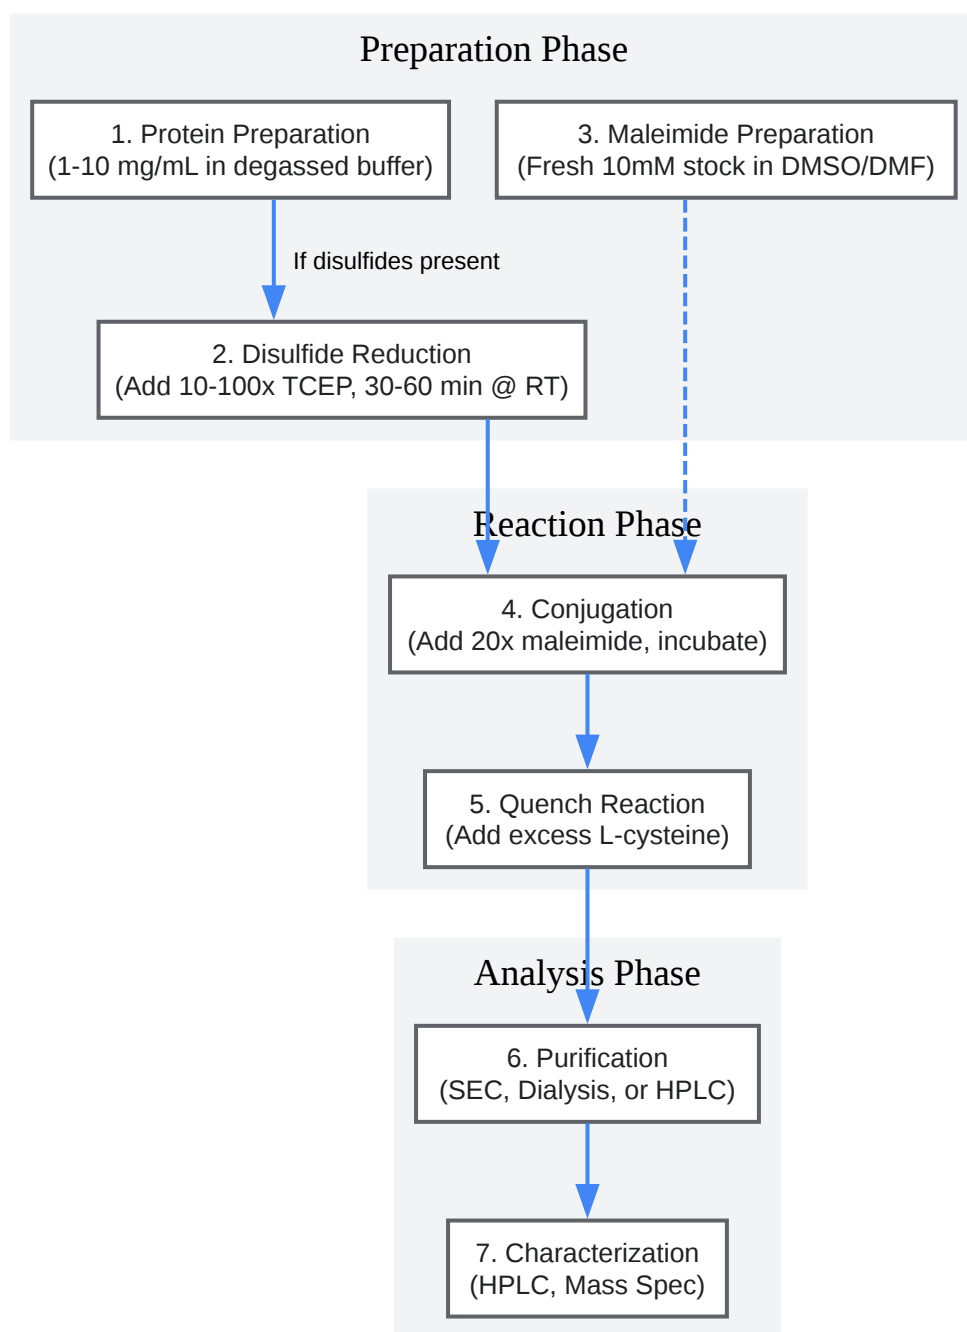 Preparation Phase
1. Protein Preparation
(1-10 mg/mL in degassed buffer)
3. Maleimide Preparation
(Fresh 10mM stock in DMSO/DMF)
If disulfides present
2. Disulfide Reduction
(Add 10-100x TCEP, 30-60 min @ RT)
Reaction Phase
4. Conjugation
(Add 20x maleimide, incubate)
5. Quench Reaction
(Add excess L-cysteine)
Analysis Phase
6. Purification
(SEC, Dialysis, or HPLC)
7. Characterization
(HPLC, Mass Spec)